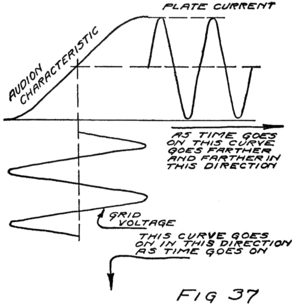 PLATE CURRENT
AUDION
CHARACTERISTIC
AS TIME GOES
ON THIS CURVE
GOES FARTHER
AND FARTHER IN
THIS DIRECTION
GRID
VOLTAGE
THIS CURVE GOES
ON IN THIS DIRECTION
AS TIME GOES ON
FIG 37